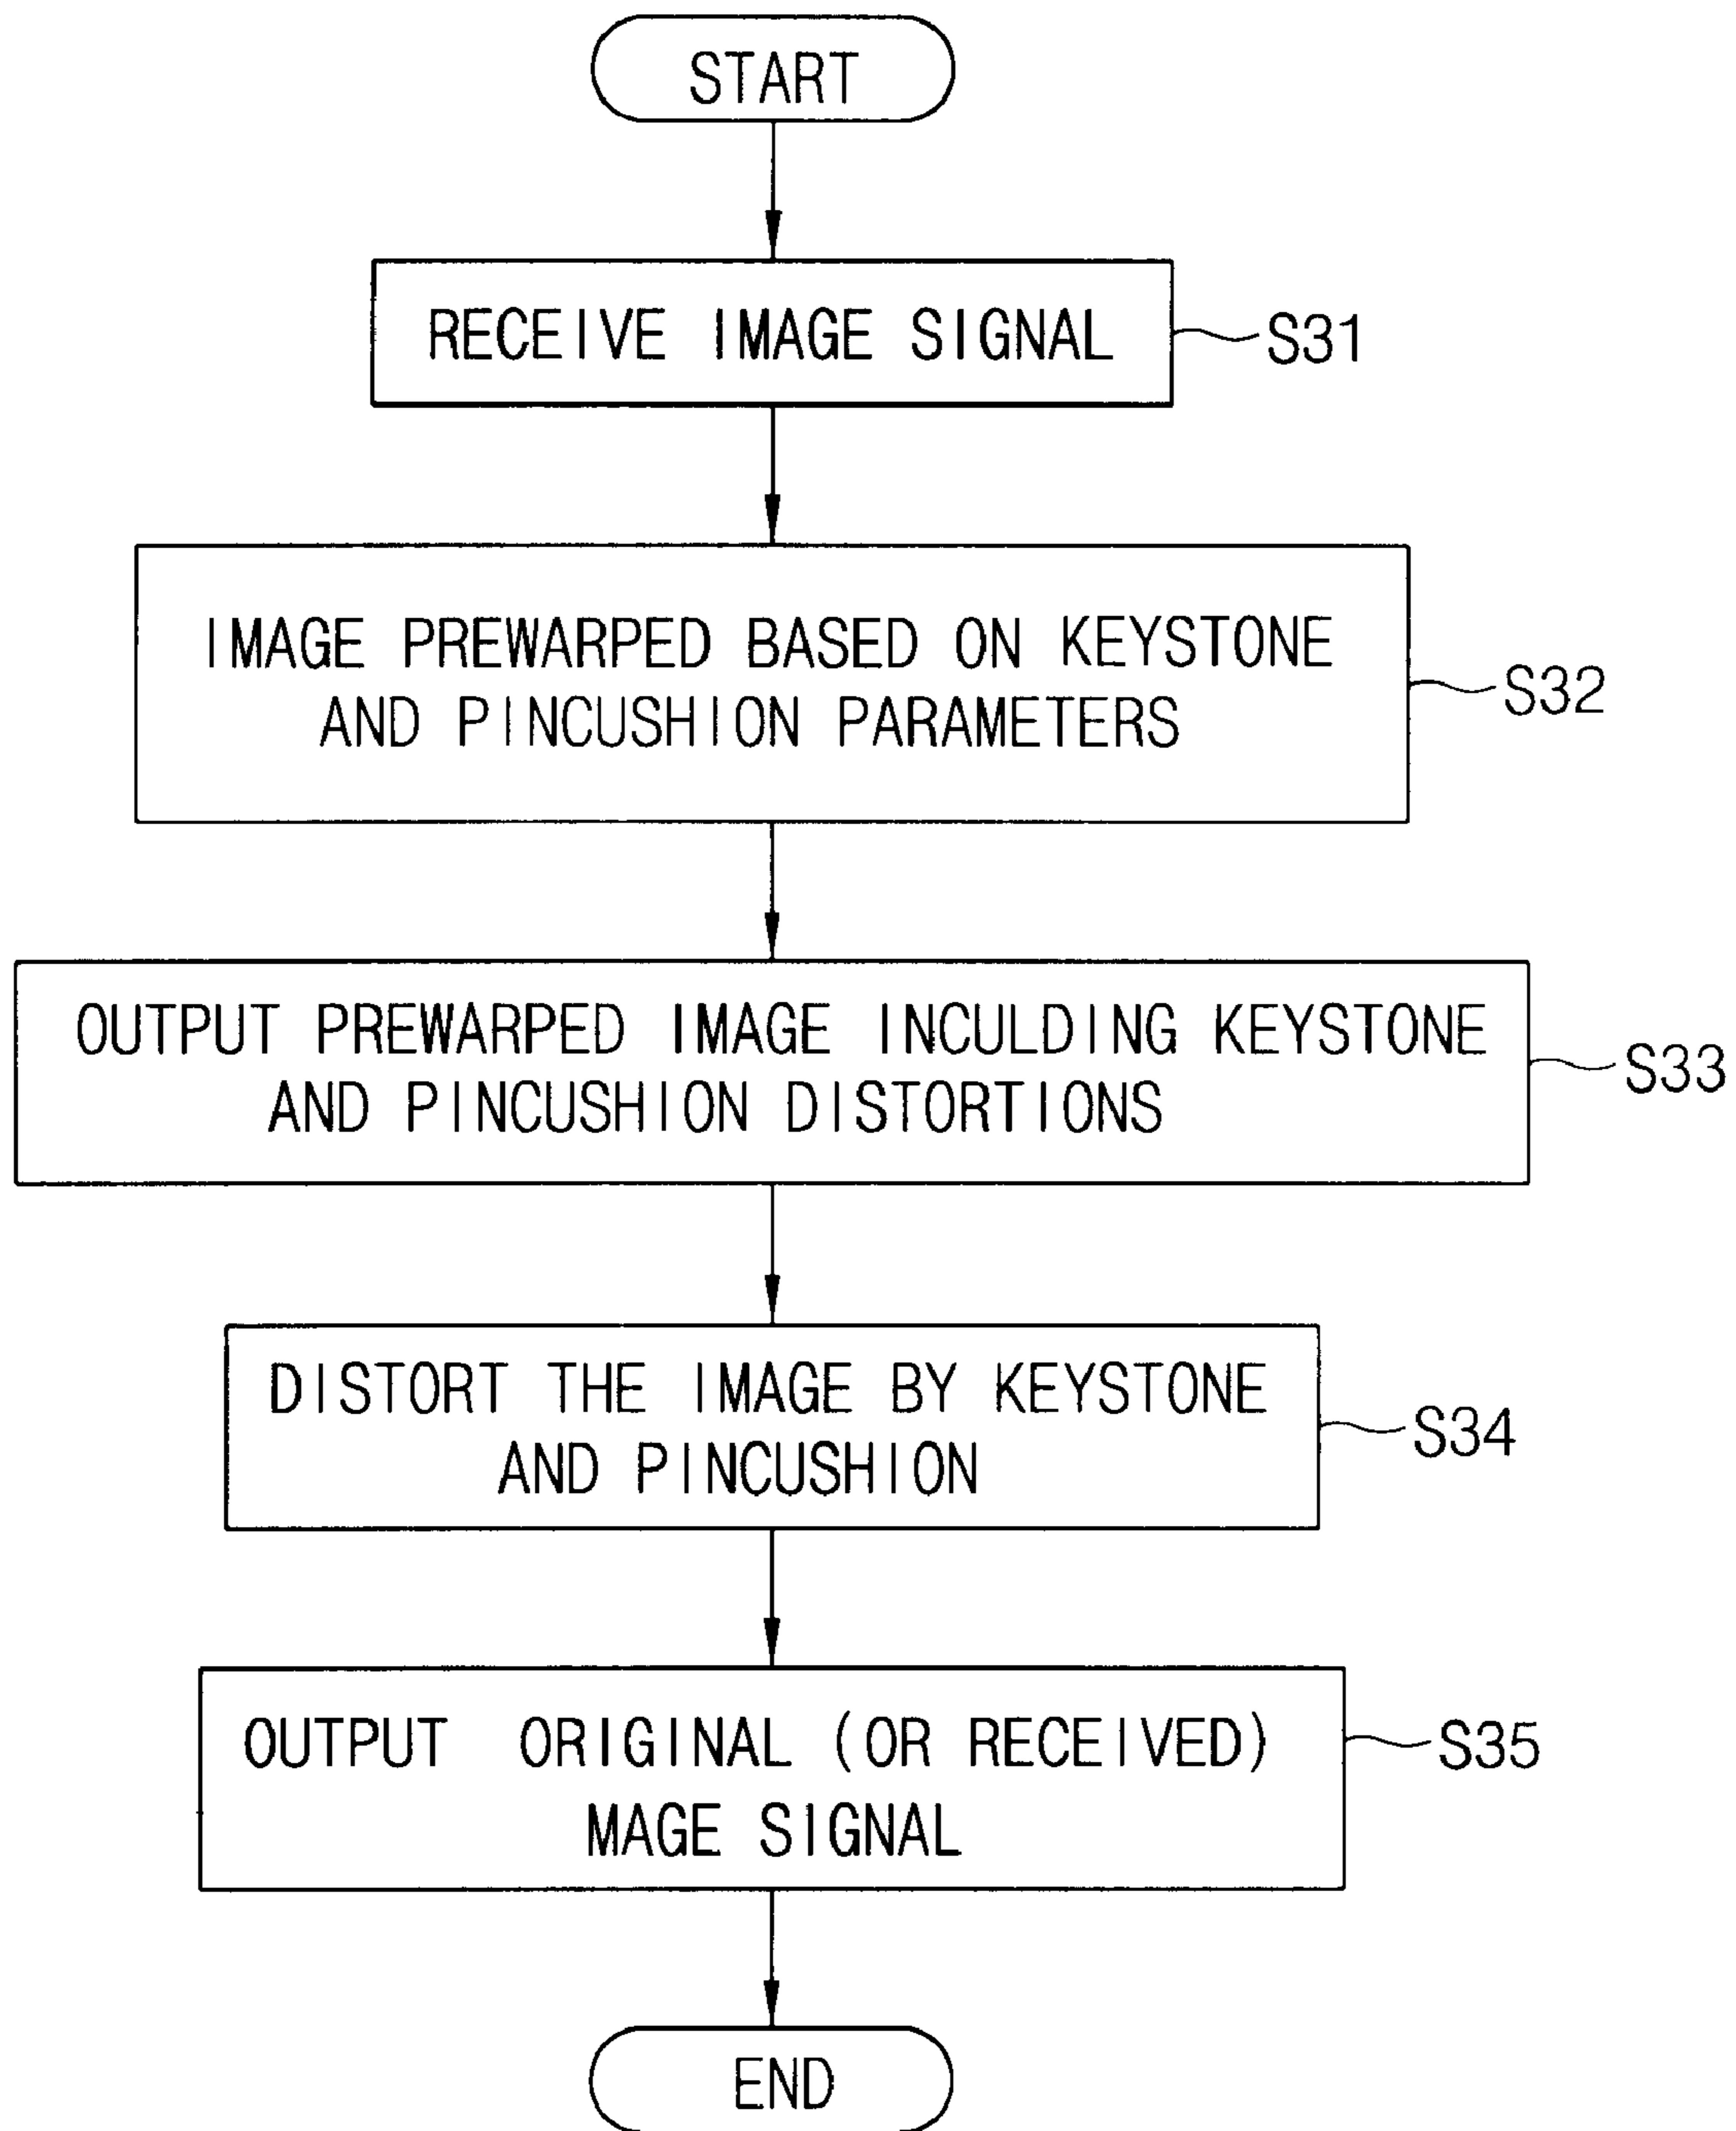 START
RECEIVE IMAGE SIGNAL
S31
IMAGE PREWARPED BASED ON KEYSTONE
AND PINCUSHION PARAMETERS
S32
OUTPUT PREWARPED IMAGE INCULDING KEYSTONE
AND PINCUSHION DISTORTIONS
S33
DISTORT THE IMAGE BY KEYSTONE
AND PINCUSHION
S34
OUTPUT ORIGINAL (OR RECEIVED)
MAGE SIGNAL
S35
END